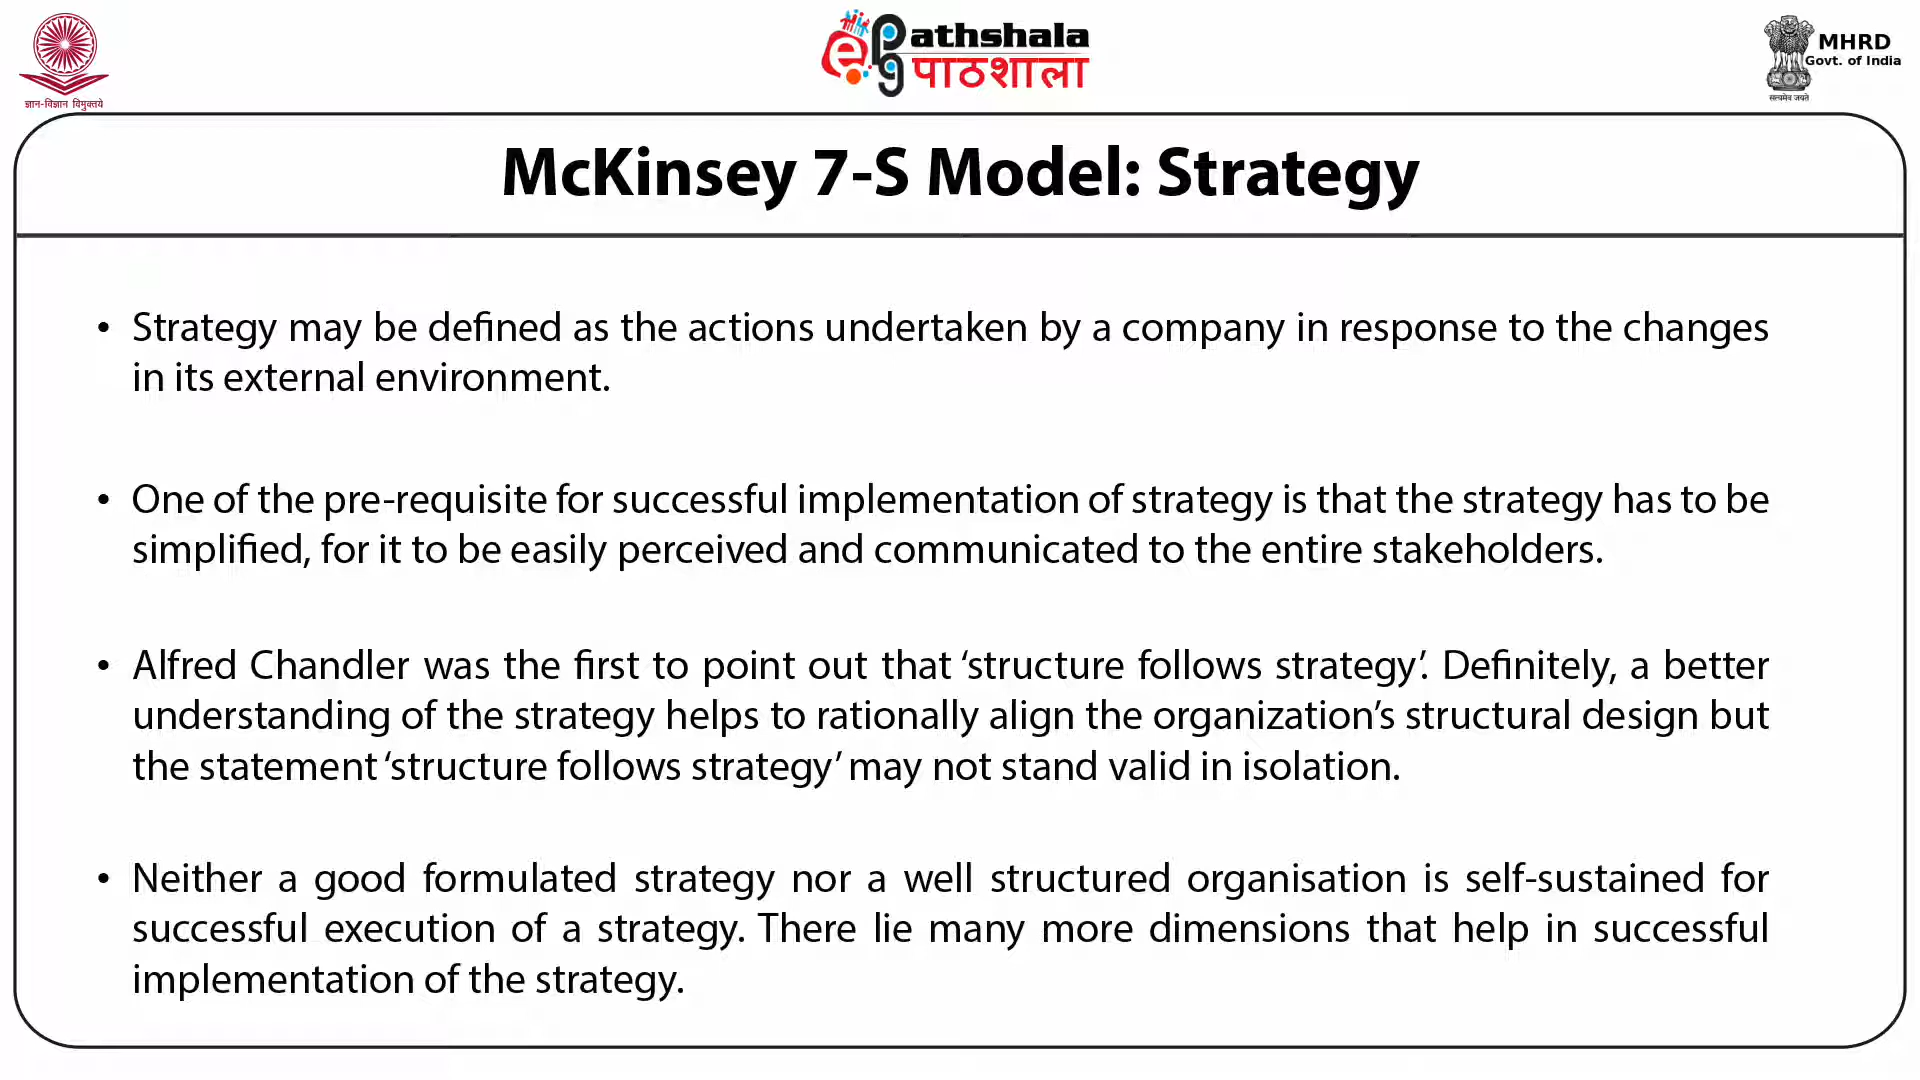 ज्ञान-विज्ञान विमुक्तये
ePathshala
पाठशाला
MHRD
Govt. of India
सत्यमेव जयते
McKinsey 7-S Model: Strategy
• Strategy may be defined as the actions undertaken by a company in response to the changes
in its external environment.
• One of the pre-requisite for successful implementation of strategy is that the strategy has to be
simplified, for it to be easily perceived and communicated to the entire stakeholders.
• Alfred Chandler was the first to point out that ‘structure follows strategy’. Definitely, a better
understanding of the strategy helps to rationally align the organization’s structural design but
the statement ‘structure follows strategy’ may not stand valid in isolation.
• Neither a good formulated strategy nor a well structured organisation is self-sustained for
successful execution of a strategy. There lie many more dimensions that help in successful
implementation of the strategy.